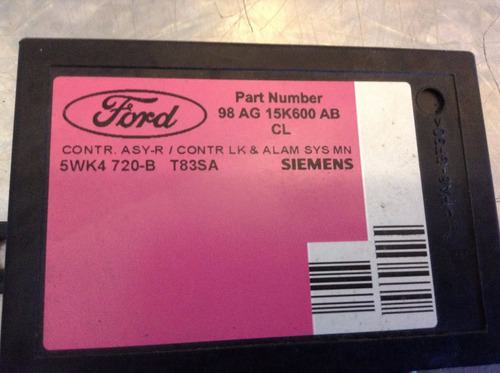 Ford
Part Number
98 AG 15K600 AB
CL
CONTR. ASY-R / CONTR LK & ALAM SYS MN
5WK4 720-B T83SA SIEMENS